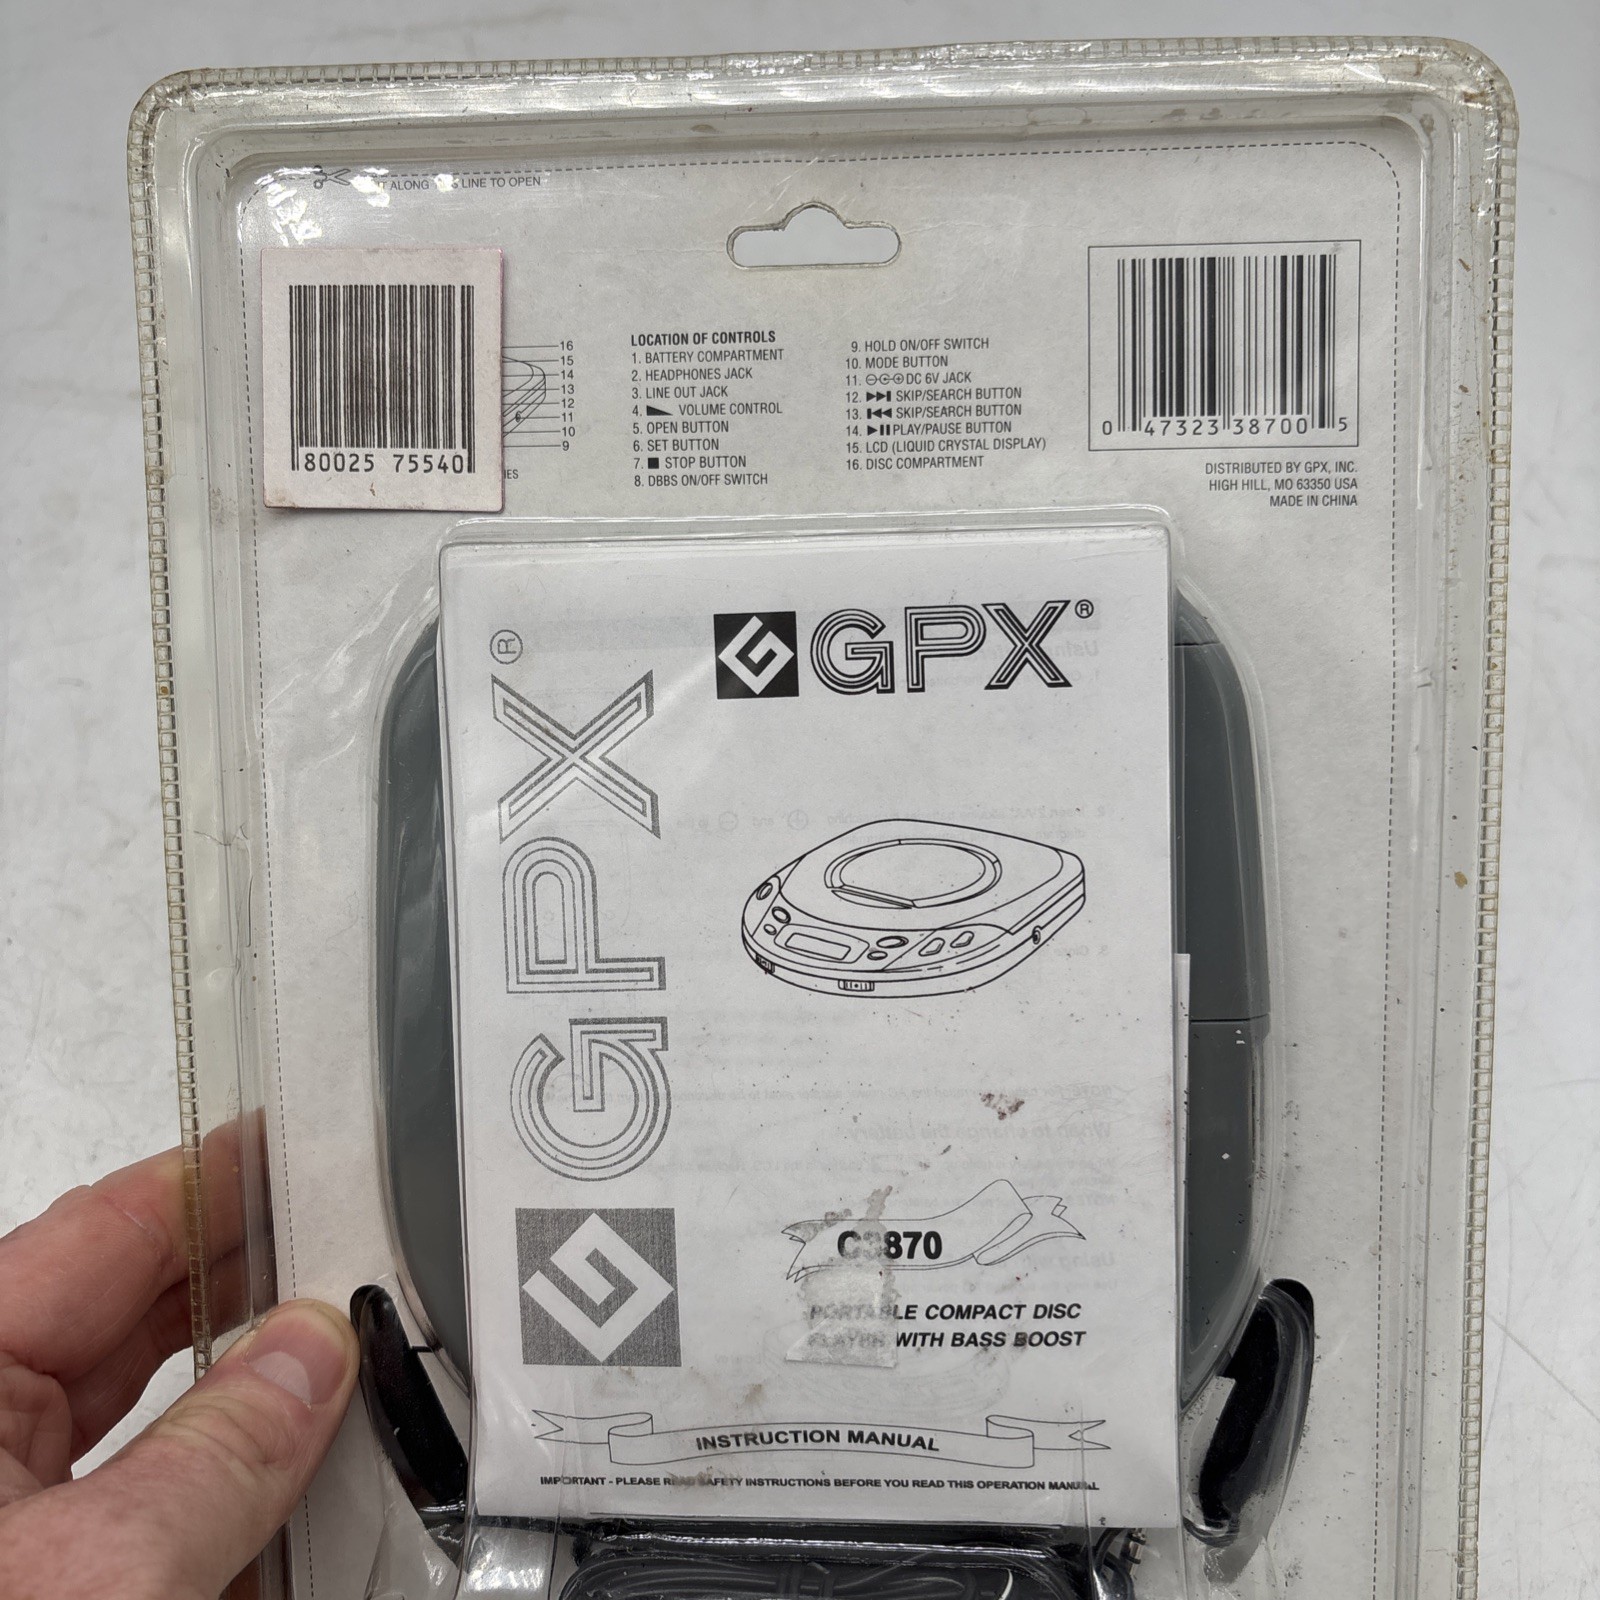 ALONG LINE TO OPEN
80025 75540
16
15
14
13
12
11
10
9
LOCATION OF CONTROLS
1. BATTERY COMPARTMENT
2. HEADPHONES JACK
3. LINE OUT JACK
4. VOLUME CONTROL
5. OPEN BUTTON
6. SET BUTTON
7. ■ STOP BUTTON
8. DBBS ON/OFF SWITCH
9. HOLD ON/OFF SWITCH
10. MODE BUTTON
11. DC 6V JACK
12. ▶▶I SKIP/SEARCH BUTTON
13. I◀◀ SKIP/SEARCH BUTTON
14. ▶II PLAY/PAUSE BUTTON
15. LCD (LIQUID CRYSTAL DISPLAY)
16. DISC COMPARTMENT
0 47323 38700 5
DISTRIBUTED BY GPX, INC.
HIGH HILL, MO 63350 USA
MADE IN CHINA
GPX®
GPX®
C3870
PORTABLE COMPACT DISC
PLAYER WITH BASS BOOST
INSTRUCTION MANUAL
IMPORTANT - PLEASE READ SAFETY INSTRUCTIONS BEFORE YOU READ THIS OPERATION MANUAL